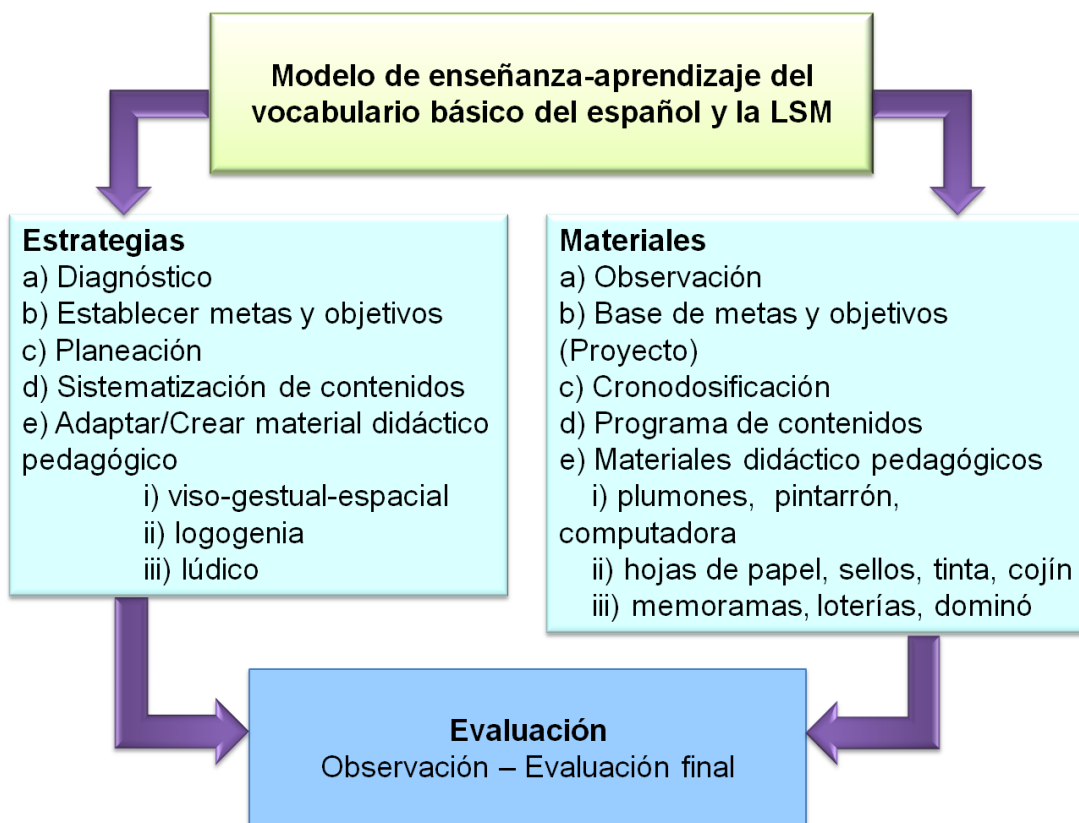 Modelo de enseñanza-aprendizaje del
vocabulario básico del español y la LSM
Estrategias
a) Diagnóstico
b) Establecer metas y objetivos
c) Planeación
d) Sistematización de contenidos
e) Adaptar/Crear material didáctico
pedagógico
i) viso-gestual-espacial
ii) logogenia
iii) lúdico
Materiales
a) Observación
b) Base de metas y objetivos
(Proyecto)
c) Cronodosificación
d) Programa de contenidos
e) Materiales didáctico pedagógicos
i) plumones, pintarrón,
computadora
ii) hojas de papel, sellos, tinta, cojín
iii) memoramas, loterías, dominó
Evaluación
Observación – Evaluación final